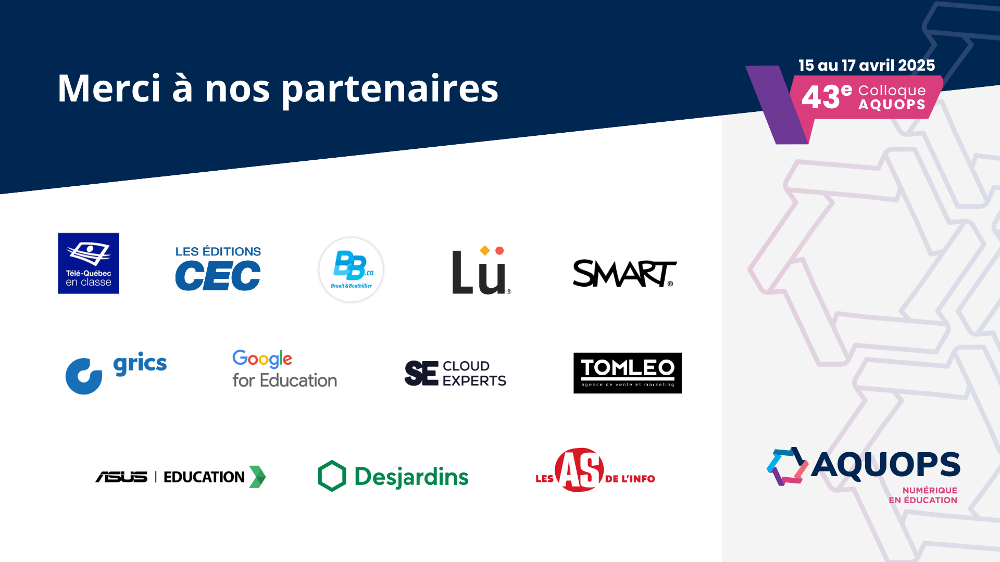 Merci à nos partenaires
15 au 17 avril 2025
43e Colloque
AQUOPS
Télé-Québec
en classe
LES ÉDITIONS
CEC
BB.ca
Brault & Bouthillier
Lü®
SMART®
grics
Google
for Education
SE CLOUD
EXPERTS
TOMLEO
agence de vente et marketing
ASUS | EDUCATION
Desjardins
LES AS DE L'INFO
AQUOPS
NUMÉRIQUE
EN ÉDUCATION